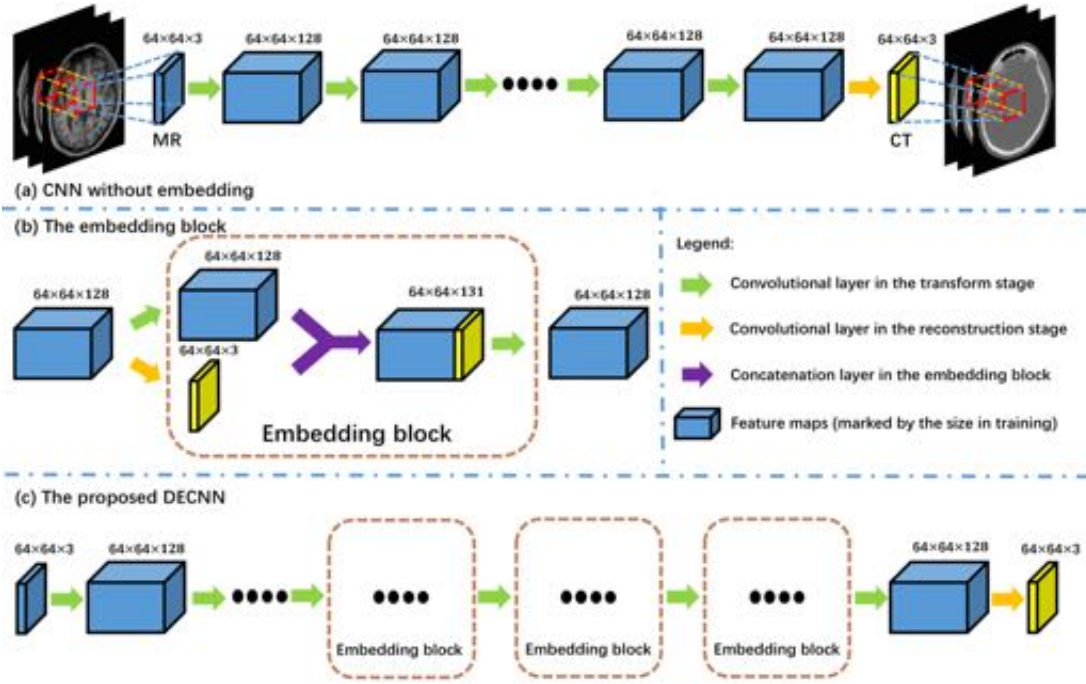 64×64×3 64×64×128 64×64×128 64×64×128 64×64×128 64×64×3
MR CT
(a) CNN without embedding
(b) The embedding block
64×64×128
64×64×128 64×64×131 64×64×128
64×64×3
Embedding block
Legend:
Convolutional layer in the transform stage
Convolutional layer in the reconstruction stage
Concatenation layer in the embedding block
Feature maps (marked by the size in training)
(c) The proposed DECNN
64×64×3 64×64×128 64×64×128 64×64×3
Embedding block Embedding block Embedding block